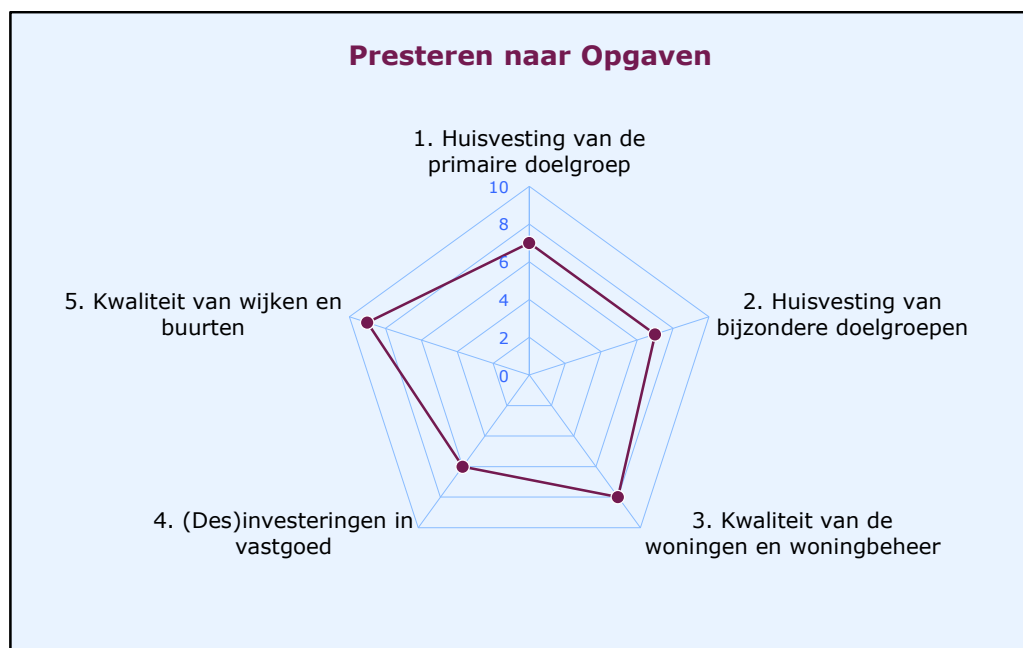 Presteren naar Opgaven
1. Huisvesting van de
primaire doelgroep
10
8
6
4
2
0
2. Huisvesting van
bijzondere doelgroepen
3. Kwaliteit van de
woningen en woningbeheer
4. (Des)investeringen in
vastgoed
5. Kwaliteit van wijken en
buurten